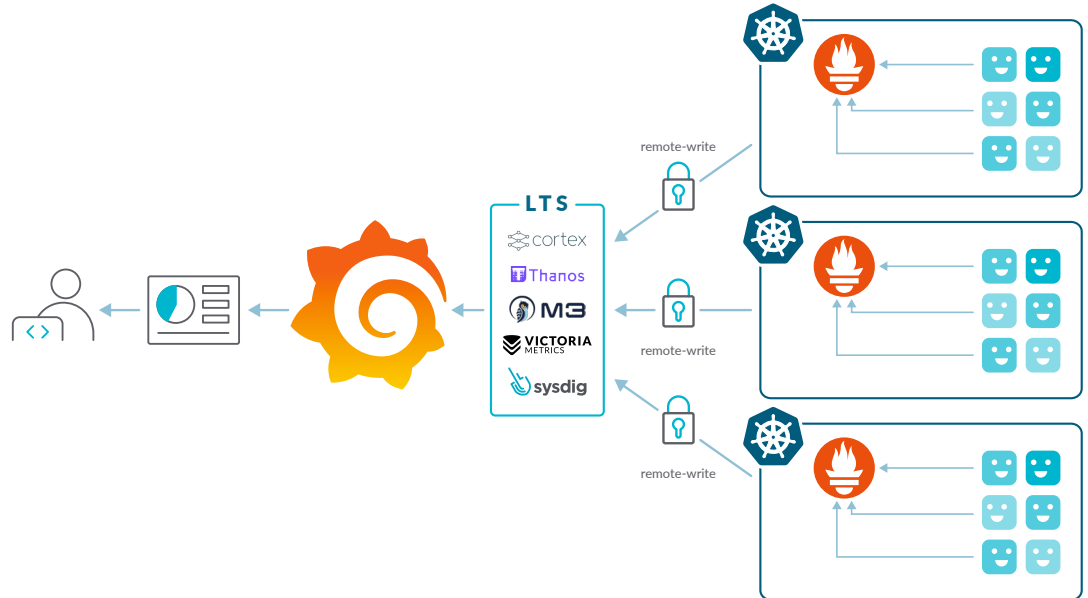 remote-write
LTS
cortex
Thanos
M3
VICTORIA
METRICS
sysdig
remote-write
remote-write